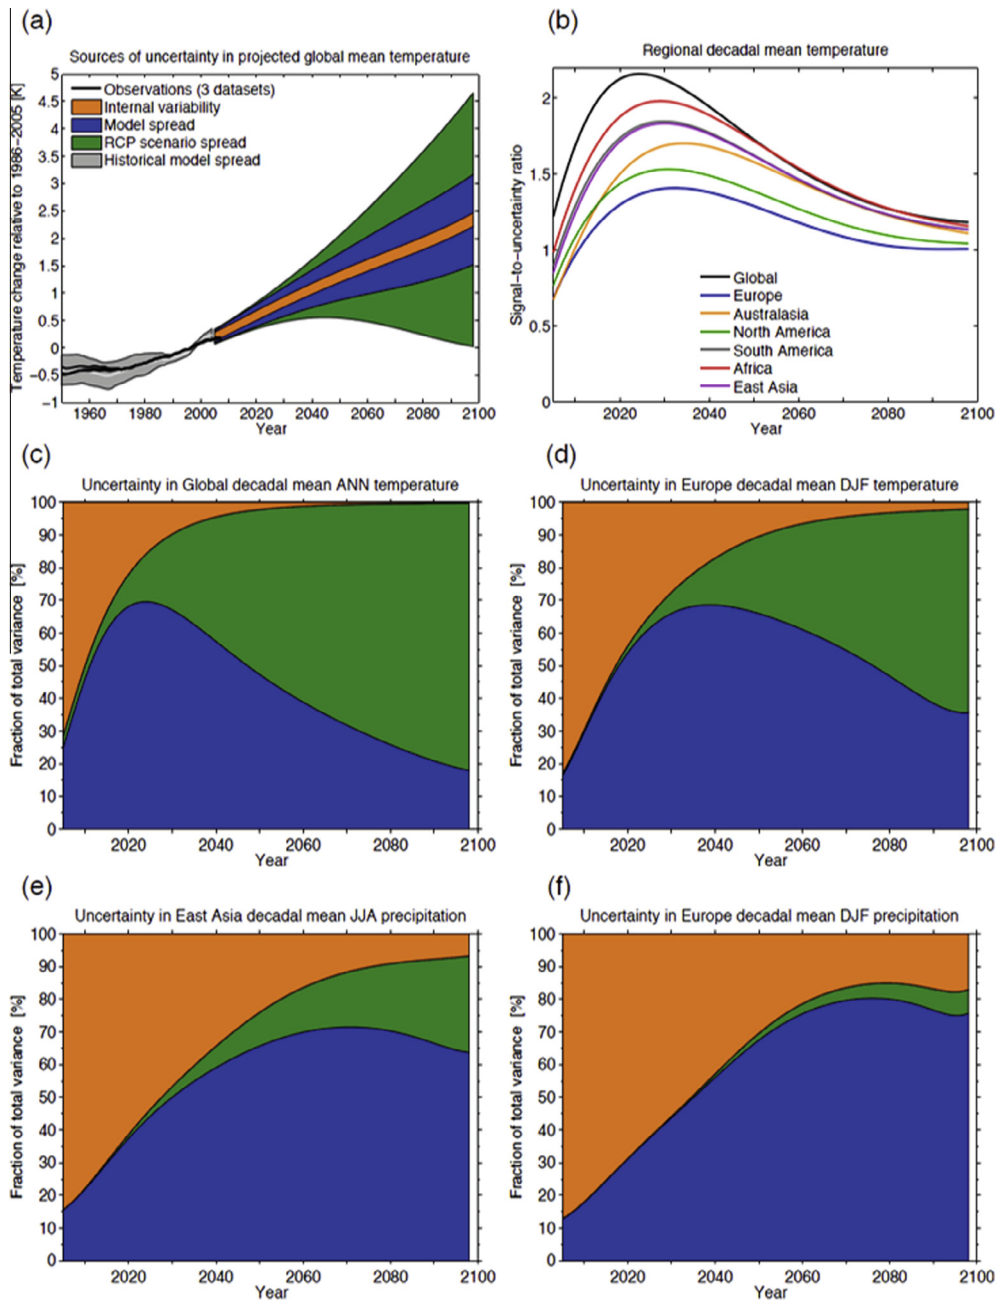 (a)
Sources of uncertainty in projected global mean temperature
Temperature change relative to 1986-2005 [K]
5
4.5
4
3.5
3
2.5
2
1.5
1
0.5
0
−0.5
−1
Observations (3 datasets)
Internal variability
Model spread
RCP scenario spread
Historical model spread
1960 1980 2000 2020 2040 2060 2080 2100
Year
(b)
Regional decadal mean temperature
Signal-to-uncertainty ratio
2
1.5
1
0.5
0
Global
Europe
Australasia
North America
South America
Africa
East Asia
2020 2040 2060 2080 2100
Year
(c)
Uncertainty in Global decadal mean ANN temperature
Fraction of total variance [%]
100
90
80
70
60
50
40
30
20
10
0
2020 2040 2060 2080 2100
Year
(d)
Uncertainty in Europe decadal mean DJF temperature
Fraction of total variance [%]
100
90
80
70
60
50
40
30
20
10
0
2020 2040 2060 2080 2100
Year
(e)
Uncertainty in East Asia decadal mean JJA precipitation
Fraction of total variance [%]
100
90
80
70
60
50
40
30
20
10
0
2020 2040 2060 2080 2100
Year
(f)
Uncertainty in Europe decadal mean DJF precipitation
Fraction of total variance [%]
100
90
80
70
60
50
40
30
20
10
0
2020 2040 2060 2080 2100
Year